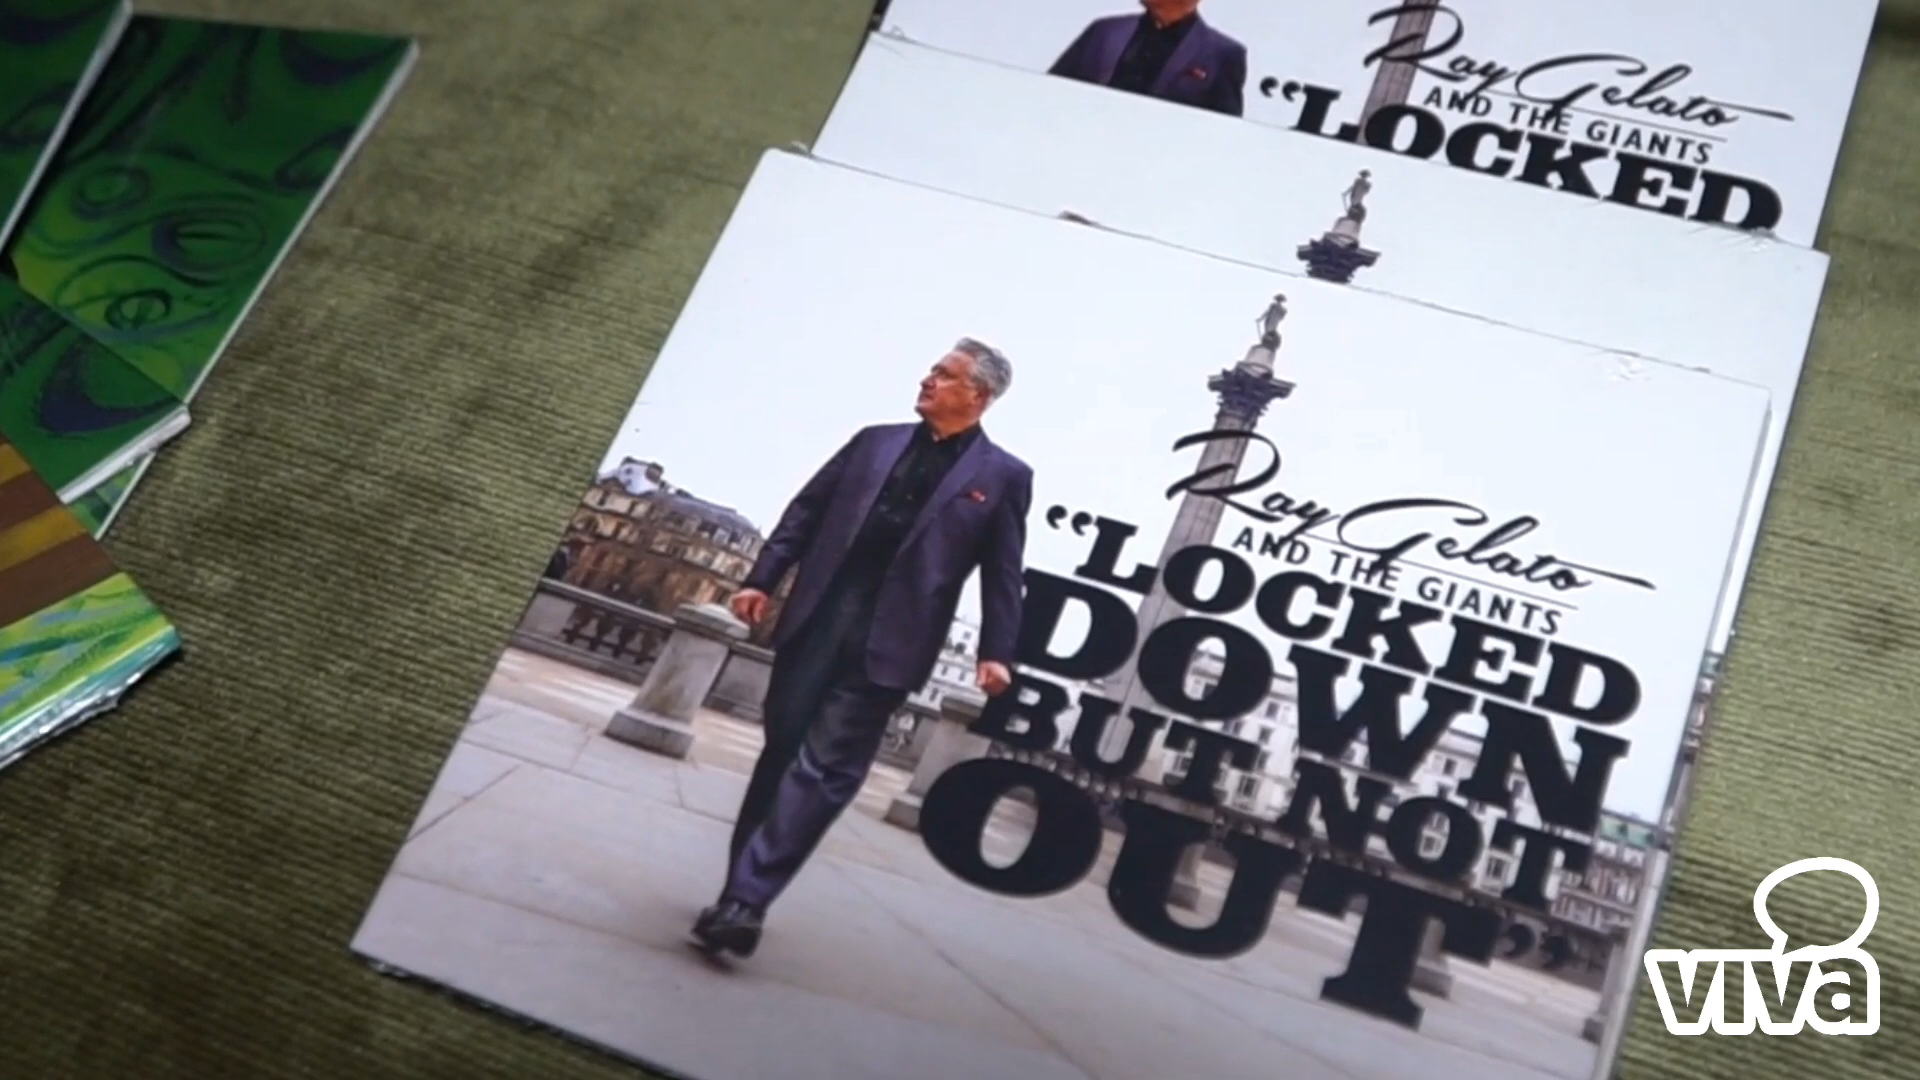 Ray Gelato
AND THE GIANTS
“LOCKED
Ray Gelato
AND THE GIANTS
“LOCKED
DOWN
BUT NOT
OUT”
viva